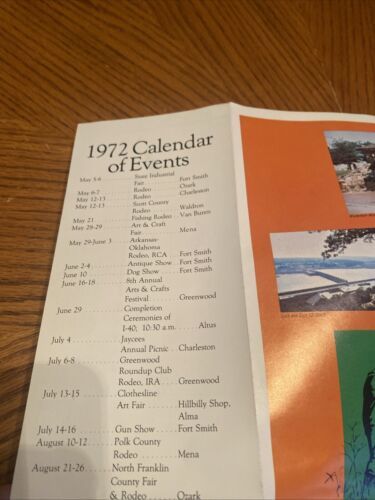 1972 Calendar
of Events
May 5-6 ........ State Industrial
Fair ........ Fort Smith
May 6-7 ........ Rodeo ........ Ozark
May 12-13 ...... Rodeo ........ Charleston
May 12-13 ...... Scott County
Rodeo ........ Waldron
May 21 ........ Fishing Rodeo .. Van Buren
May 28-29 ...... Art & Craft
Fair ........ Mena
May 29-June 3 .. Arkansas-
Oklahoma
Rodeo, RCA .. Fort Smith
June 2-4 ....... Antique Show .. Fort Smith
June 10 ........ Dog Show .... Fort Smith
June 16-18 ..... 8th Annual
Arts & Crafts
Festival ...... Greenwood
June 29 ........ Completion
Ceremonies of
I-40, 10:30 a.m. .... Altus
July 4 ......... Jaycees
Annual Picnic .. Charleston
July 6-8 ........ Greenwood
Roundup Club
Rodeo, IRA .... Greenwood
July 13-15 ...... Clothesline
Art Fair ....... Hillbilly Shop,
Alma
July 14-16 ...... Gun Show ..... Fort Smith
August 10-12 ... Polk County
Rodeo ........ Mena
August 21-26 ... North Franklin
County Fair
& Rodeo ..... Ozark